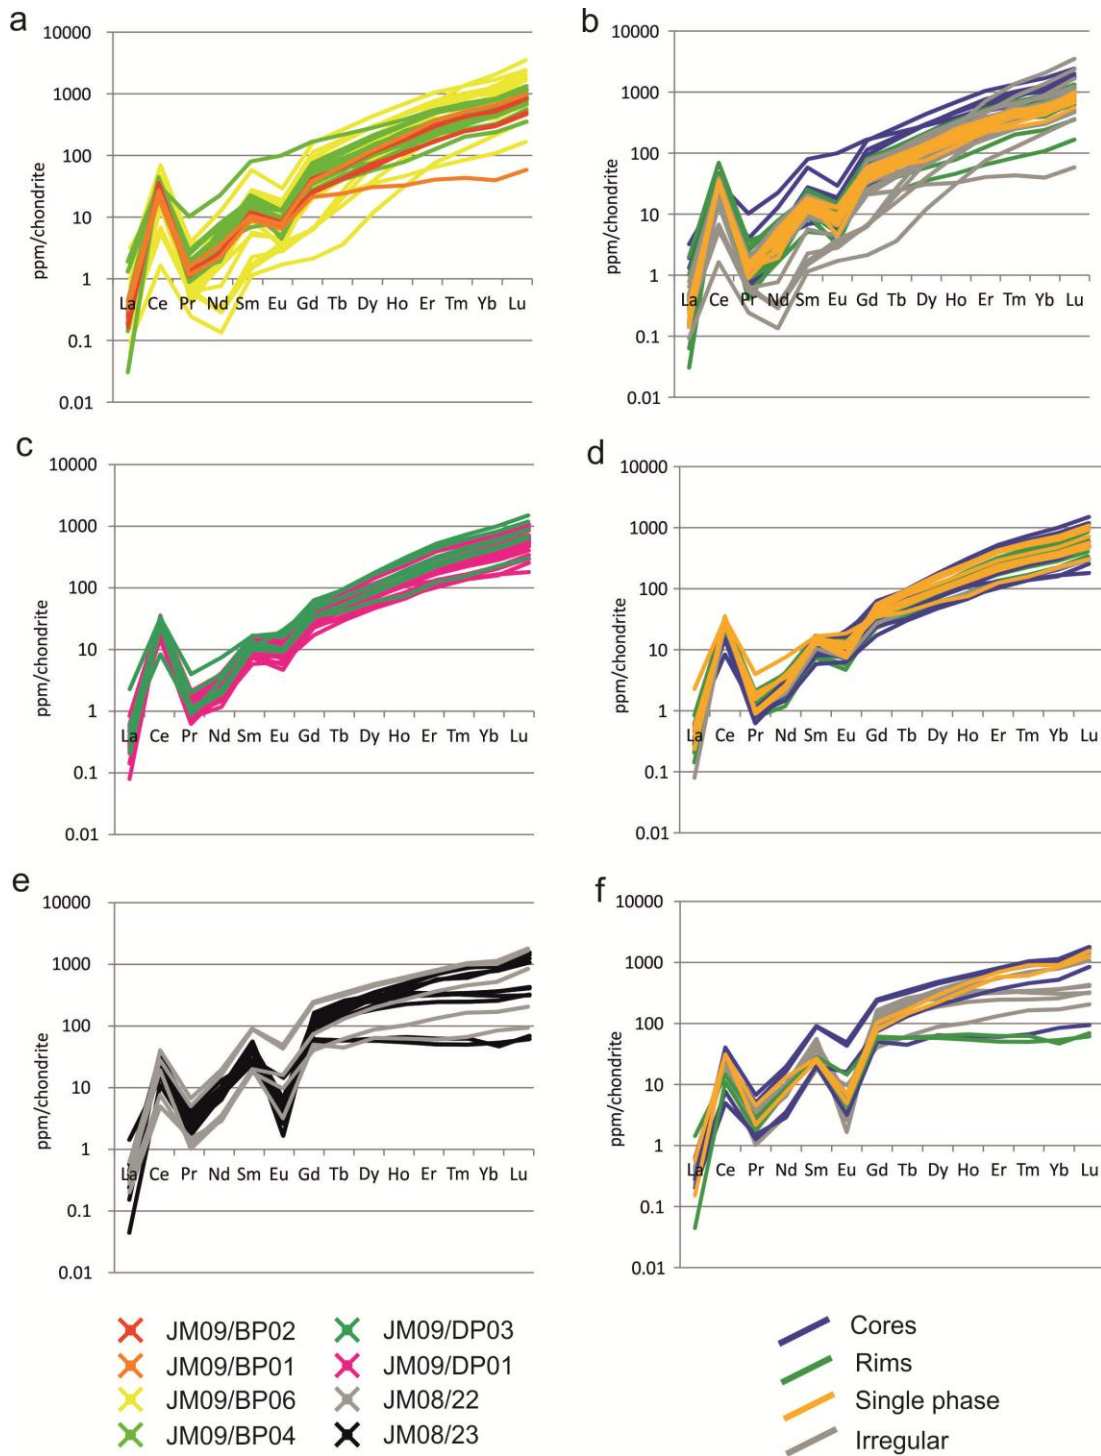 a
10000
1000
100
10
1
0.1
0.01
ppm/chondrite
La Ce Pr Nd Sm Eu Gd Tb Dy Ho Er Tm Yb Lu
b
10000
1000
100
10
1
0.1
0.01
ppm/chondrite
La Ce Pr Nd Sm Eu Gd Tb Dy Ho Er Tm Yb Lu
c
10000
1000
100
10
1
0.1
0.01
ppm/chondrite
La Ce Pr Nd Sm Eu Gd Tb Dy Ho Er Tm Yb Lu
d
10000
1000
100
10
1
0.1
0.01
ppm/chondrite
La Ce Pr Nd Sm Eu Gd Tb Dy Ho Er Tm Yb Lu
e
10000
1000
100
10
1
0.1
0.01
ppm/chondrite
La Ce Pr Nd Sm Eu Gd Tb Dy Ho Er Tm Yb Lu
f
10000
1000
100
10
1
0.1
0.01
ppm/chondrite
La Ce Pr Nd Sm Eu Gd Tb Dy Ho Er Tm Yb Lu
JM09/BP02
JM09/BP01
JM09/BP06
JM09/BP04
JM09/DP03
JM09/DP01
JM08/22
JM08/23
Cores
Rims
Single phase
Irregular